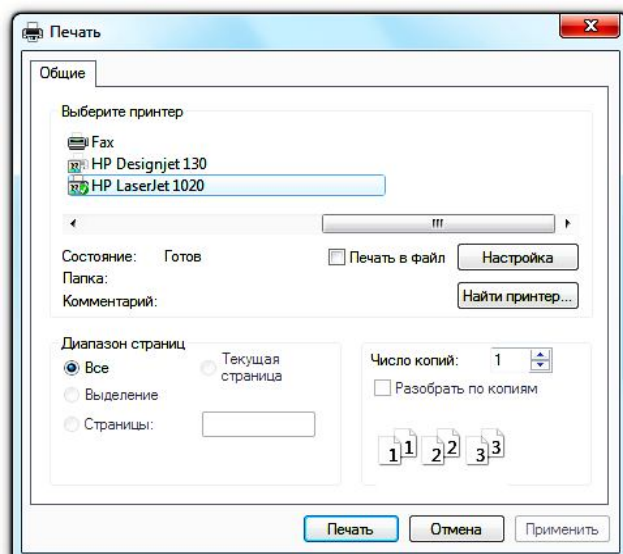 Печать
Общие
Выберите принтер
Fax
HP Designjet 130
HP LaserJet 1020
Состояние: Готов
Печать в файл
Настройка
Папка:
Комментарий:
Найти принтер...
Диапазон страниц
Все
Текущая страница
Выделение
Страницы:
Число копий: 1
Разобрать по копиям
1 1 2 2 3 3
Печать
Отмена
Применить